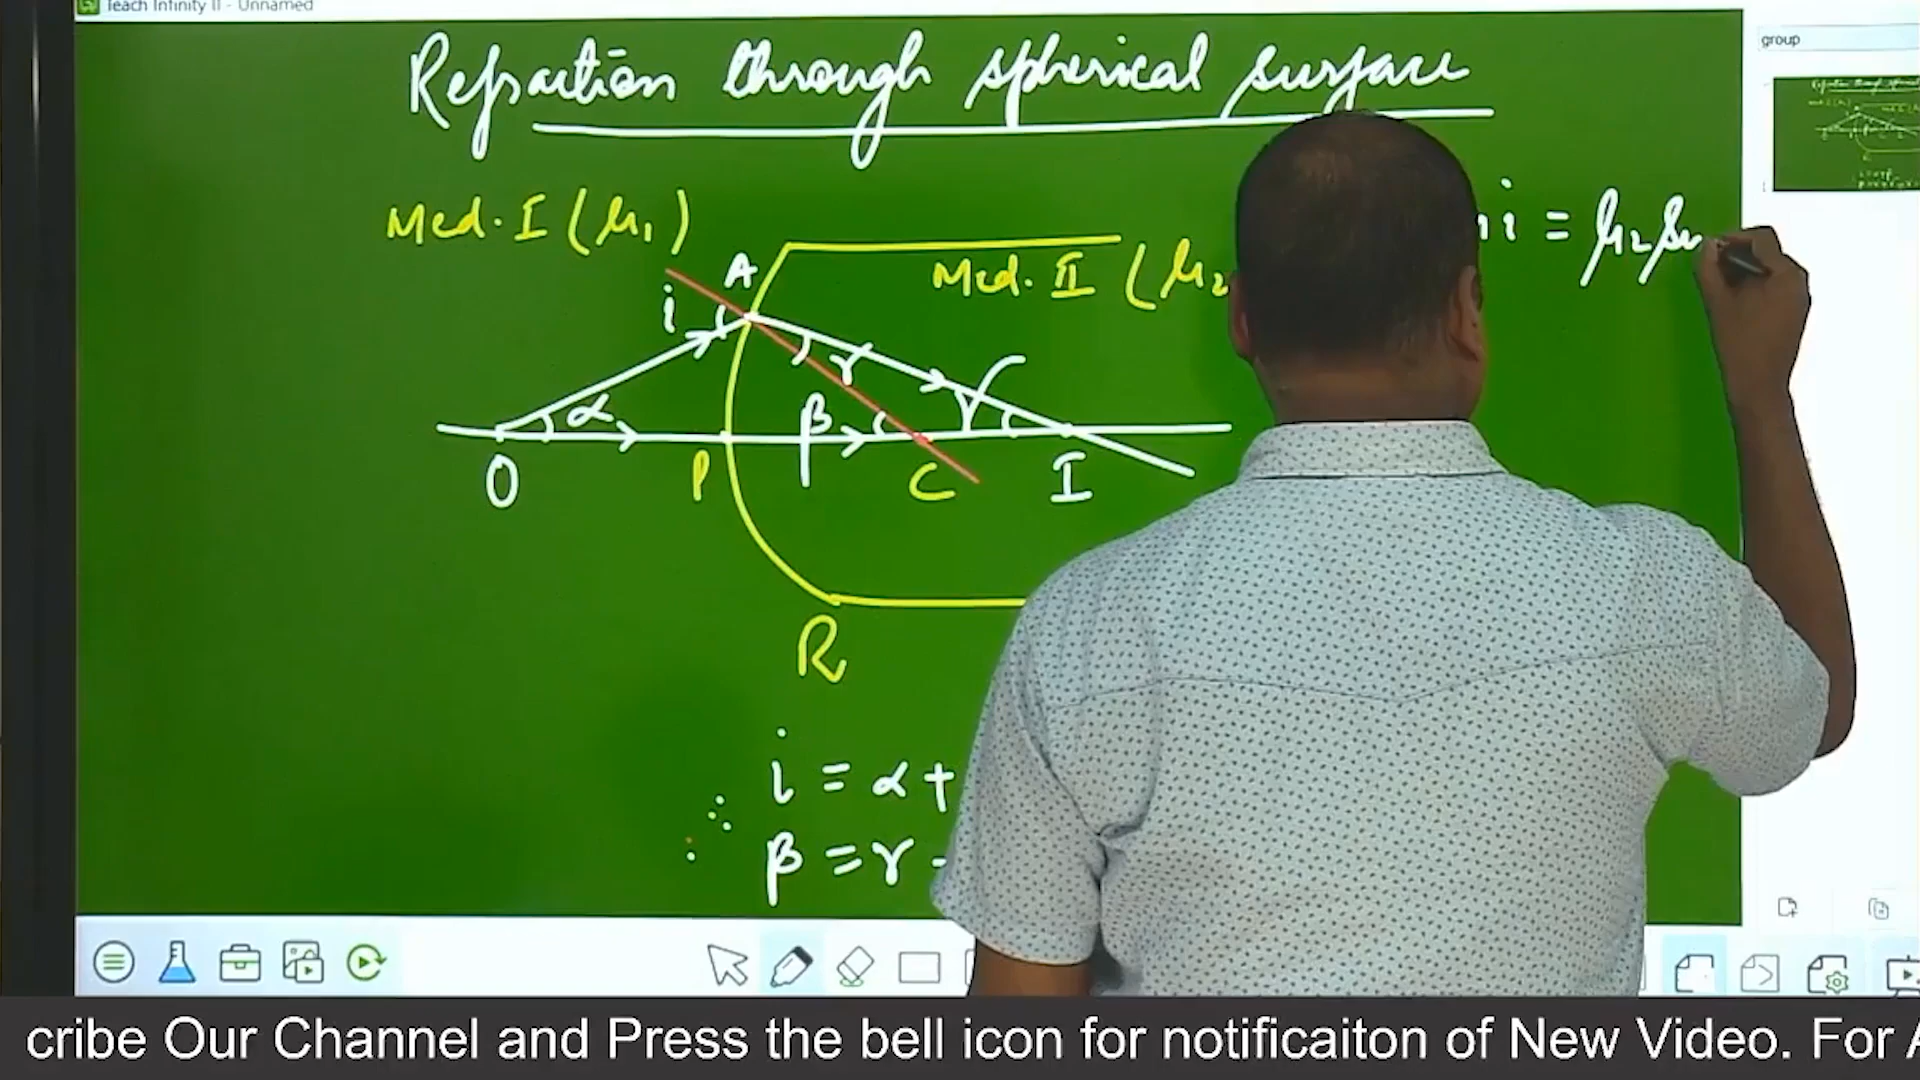 Teach Infinity II - Unnamed
group
Refraction through spherical surface
Med. I (μ₁)
i = μ₂
A
Med. II (μ₂
i
α
r
β
γ
O
P
C
I
R
i = α +
∴ β = r -
cribe Our Channel and Press the bell icon for notificaiton of New Video. For A